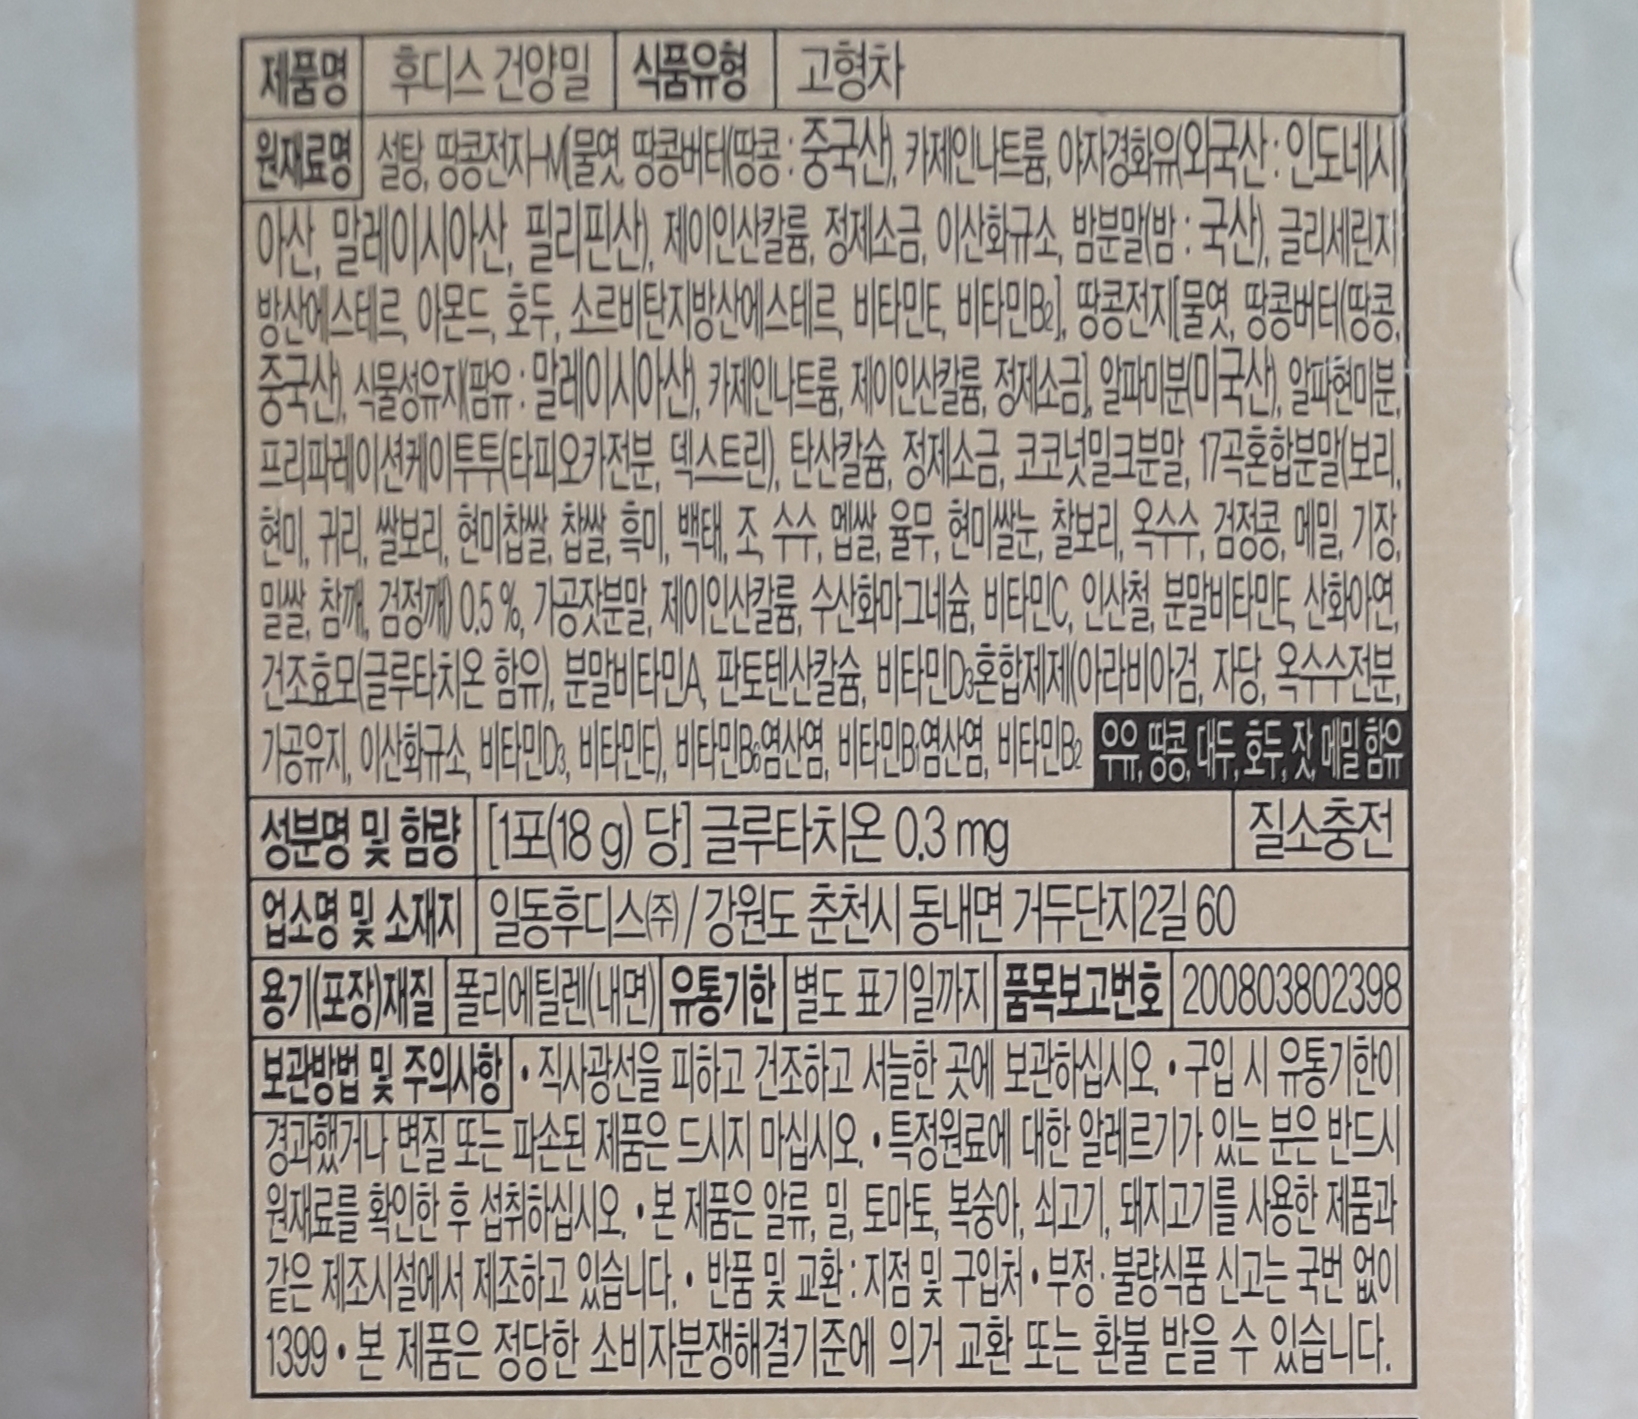 제품명 후디스 건양밀 식품유형 고형차
원재료명 설탕, 땅콩전지-M[물엿, 땅콩버터(땅콩 : 중국산), 카제인나트륨, 야자경화유(외국산 : 인도네시
아산, 말레이시아산, 필리핀산), 제이인산칼륨, 정제소금, 이산화규소, 밤분말(밤 : 국산), 글리세린지
방산에스테르, 아몬드, 호두, 소르비탄지방산에스테르, 비타민E, 비타민B₂], 땅콩전지[물엿, 땅콩버터(땅콩,
중국산), 식물성유지(팜유 : 말레이시아산), 카제인나트륨, 제이인산칼륨, 정제소금], 알파미분(미국산), 알파현미분,
프리파레이션케이투투(타피오카전분, 덱스트린), 탄산칼슘, 정제소금, 코코넛밀크분말, 17곡혼합분말(보리,
현미, 귀리, 쌀보리, 현미찹쌀, 찹쌀, 흑미, 백태, 조, 수수, 멥쌀, 율무, 현미쌀눈, 찰보리, 옥수수, 검정콩, 메밀, 기장,
밀쌀, 참깨, 검정깨) 0.5 %, 가공잣분말, 제이인산칼륨, 수산화마그네슘, 비타민C, 인산철, 분말비타민E, 산화아연,
건조효모(글루타치온 함유), 분말비타민A, 판토텐산칼슘, 비타민D₃혼합제제(아라비아검, 자당, 옥수수전분,
가공유지, 이산화규소, 비타민D₃, 비타민E), 비타민B₆염산염, 비타민B₁염산염, 비타민B₂ 우유, 땅콩, 대두, 호두, 잣, 메밀 함유
성분명 및 함량 [1포(18 g) 당] 글루타치온 0.3 mg 질소충전
업소명 및 소재지 일동후디스㈜ / 강원도 춘천시 동내면 거두단지2길 60
용기(포장)재질 폴리에틸렌(내면) 유통기한 별도 표기일까지 품목보고번호 200803802398
보관방법 및 주의사항 • 직사광선을 피하고 건조하고 서늘한 곳에 보관하십시오. • 구입 시 유통기한이
경과했거나 변질 또는 파손된 제품은 드시지 마십시오. • 특정원료에 대한 알레르기가 있는 분은 반드시
원재료를 확인한 후 섭취하십시오. • 본 제품은 알류, 밀, 토마토, 복숭아, 쇠고기, 돼지고기를 사용한 제품과
같은 제조시설에서 제조하고 있습니다. • 반품 및 교환 : 지점 및 구입처 • 부정·불량식품 신고는 국번 없이
1399 • 본 제품은 정당한 소비자분쟁해결기준에 의거 교환 또는 환불 받을 수 있습니다.